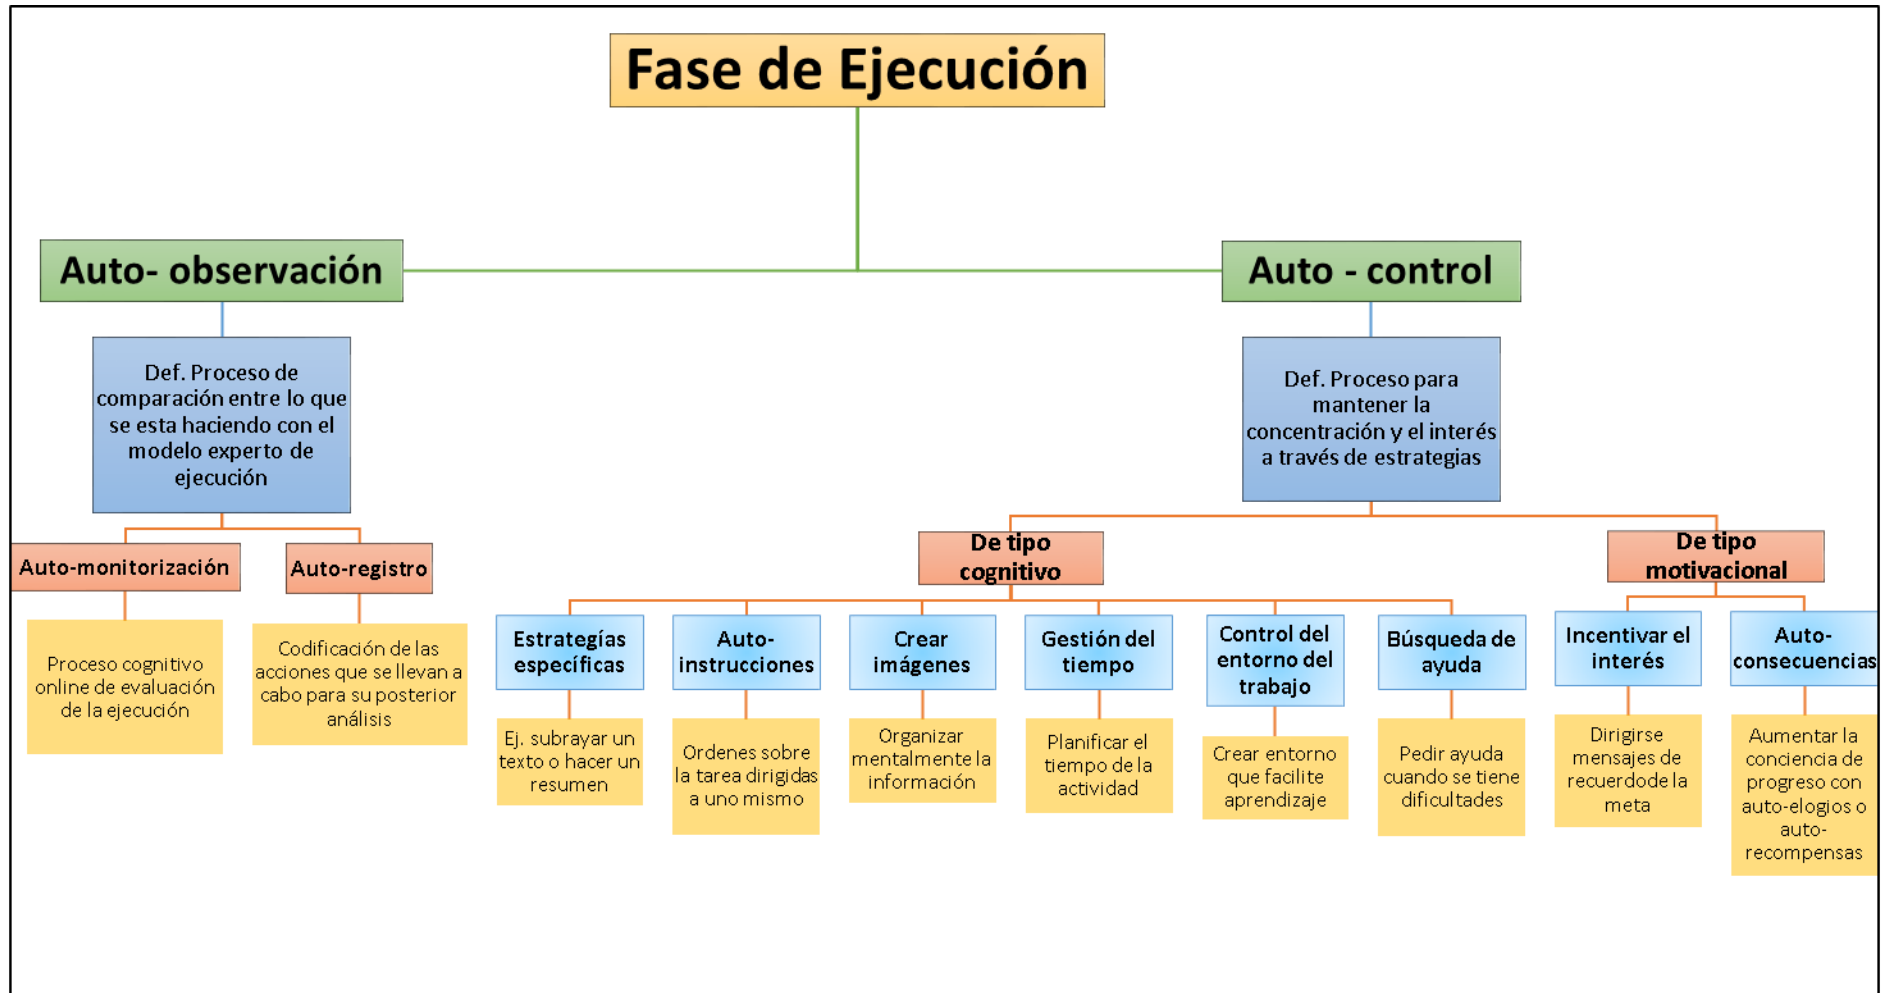 Fase de Ejecución
Auto- observación
Auto - control
Def. Proceso de
comparación entre lo que
se esta haciendo con el
modelo experto de
ejecución
Def. Proceso para
mantener la
concentración y el interés
a través de estrategias
Auto-monitorización
Auto-registro
De tipo
cognitivo
De tipo
motivacional
Proceso cognitivo
online de evaluación
de la ejecución
Codificación de las
acciones que se llevan a
cabo para su posterior
análisis
Estrategías
específicas
Auto-
instrucciones
Crear
imágenes
Gestión del
tiempo
Control del
entorno del
trabajo
Búsqueda de
ayuda
Incentivar el
interés
Auto-
consecuencias
Ej. subrayar un
texto o hacer un
resumen
Ordenes sobre
la tarea dirigidas
a uno mismo
Organizar
mentalmente la
información
Planificar el
tiempo de la
actividad
Crear entorno
que facilite
aprendizaje
Pedir ayuda
cuando se tiene
dificultades
Dirigirse
mensajes de
recuerdode la
meta
Aumentar la
conciencia de
progreso con
auto-elogios o
auto-
recompensas